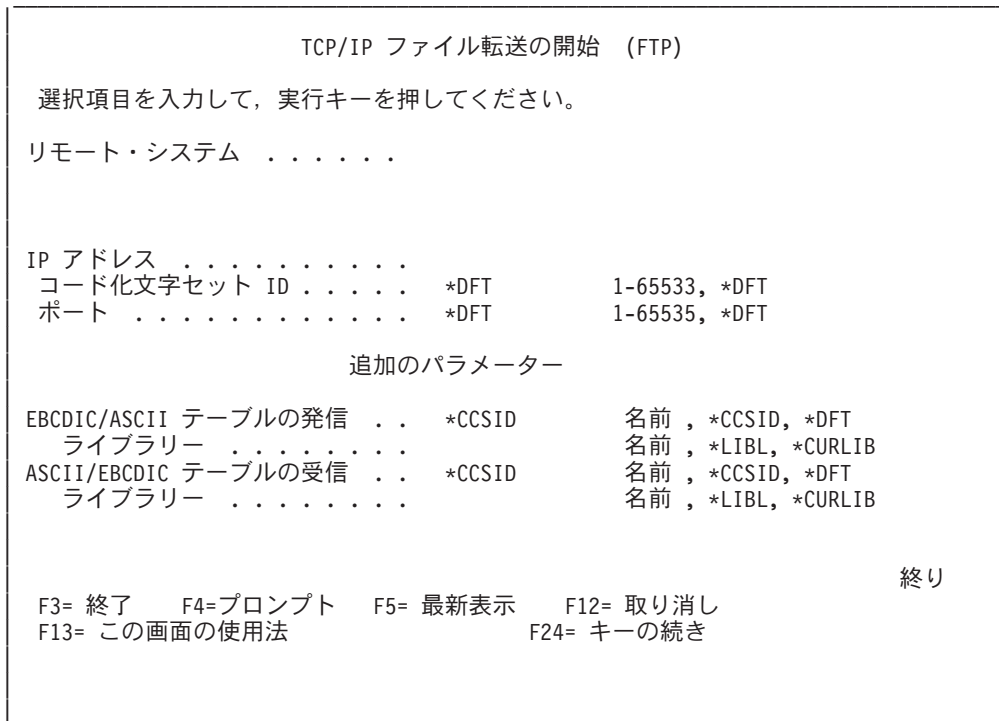 TCP/IP ファイル転送の開始 (FTP)
選択項目を入力して, 実行キーを押してください。
リモート・システム . . . . . .
IP アドレス . . . . . . . . . .
コード化文字セット ID . . . . . *DFT 1-65533, *DFT
ポート . . . . . . . . . . . . *DFT 1-65535, *DFT
追加のパラメーター
EBCDIC/ASCII テーブルの発信 . . *CCSID 名前 , *CCSID, *DFT
ライブラリー . . . . . . . . 名前 , *LIBL, *CURLIB
ASCII/EBCDIC テーブルの受信 . . *CCSID 名前 , *CCSID, *DFT
ライブラリー . . . . . . . . 名前 , *LIBL, *CURLIB
終り
F3= 終了 F4=プロンプト F5= 最新表示 F12= 取り消し
F13= この画面の使用法 F24= キーの続き